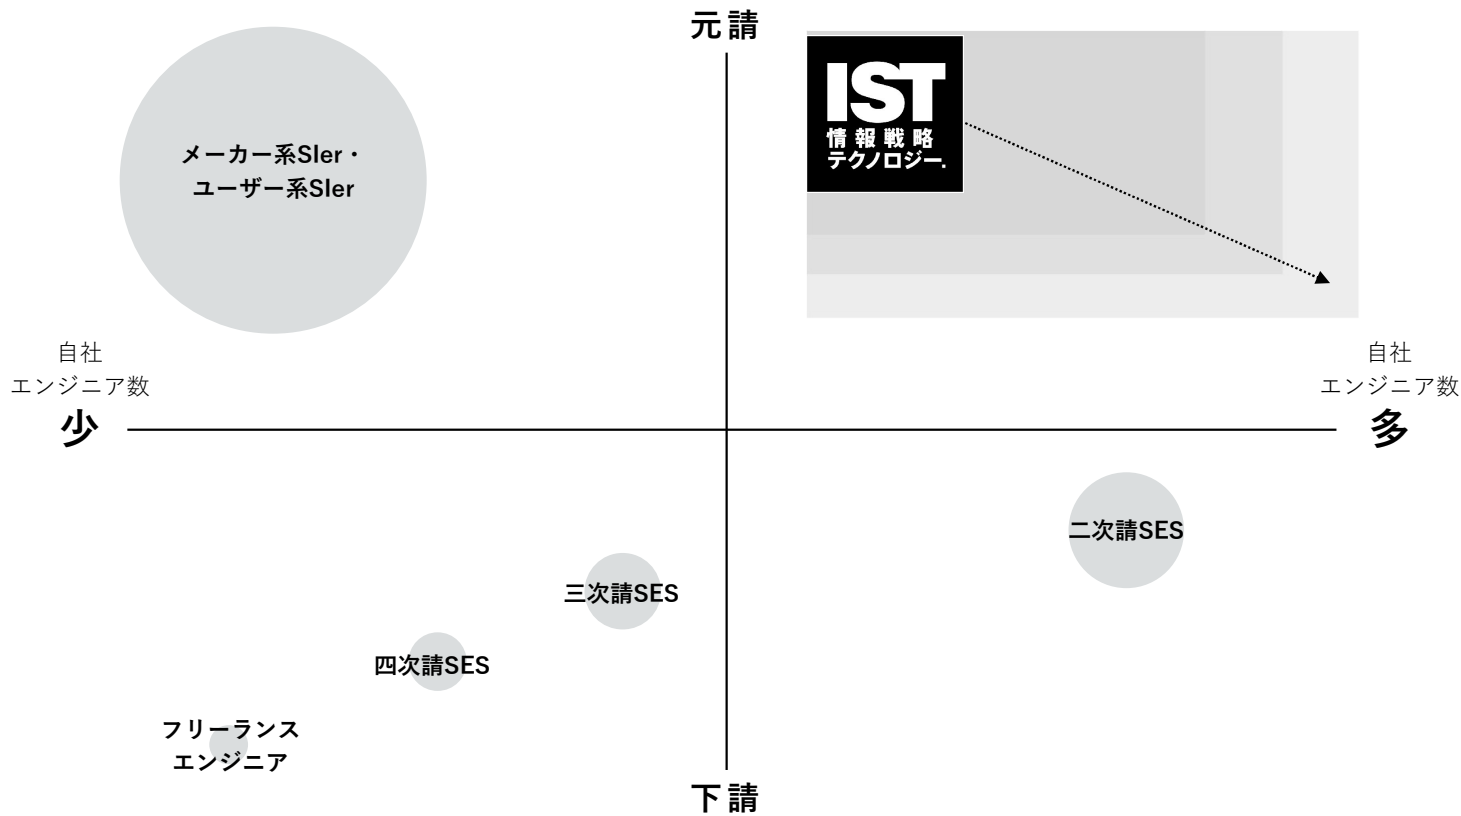 元請
IST
情報戦略
テクノロジー.
メーカー系SIer・
ユーザー系SIer
自社
エンジニア数
少
自社
エンジニア数
多
二次請SES
三次請SES
四次請SES
フリーランス
エンジニア
下請